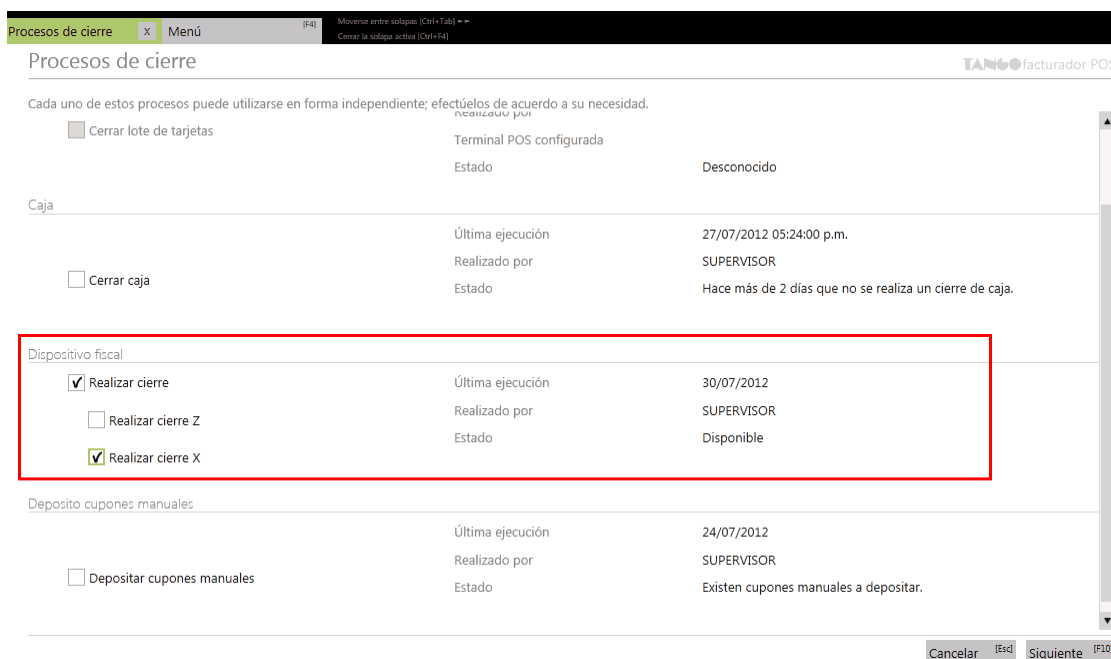 Procesos de cierre X Menú [F4] Moverse entre solapas [Ctrl+Tab]
Cerrar la solapa activa [Ctrl+F4]
Procesos de cierre TANGO facturador POS
Cada uno de estos procesos puede utilizarse en forma independiente; efectúelos de acuerdo a su necesidad.
Realizado por
Cerrar lote de tarjetas
Terminal POS configurada
Estado Desconocido
Caja
Última ejecución 27/07/2012 05:24:00 p.m.
Realizado por SUPERVISOR
Cerrar caja
Estado Hace más de 2 días que no se realiza un cierre de caja.
Dispositivo fiscal
Realizar cierre Última ejecución 30/07/2012
Realizado por SUPERVISOR
Realizar cierre Z
Estado Disponible
Realizar cierre X
Deposito cupones manuales
Última ejecución 24/07/2012
Realizado por SUPERVISOR
Depositar cupones manuales
Estado Existen cupones manuales a depositar.
Cancelar [Esc] Siguiente [F10]